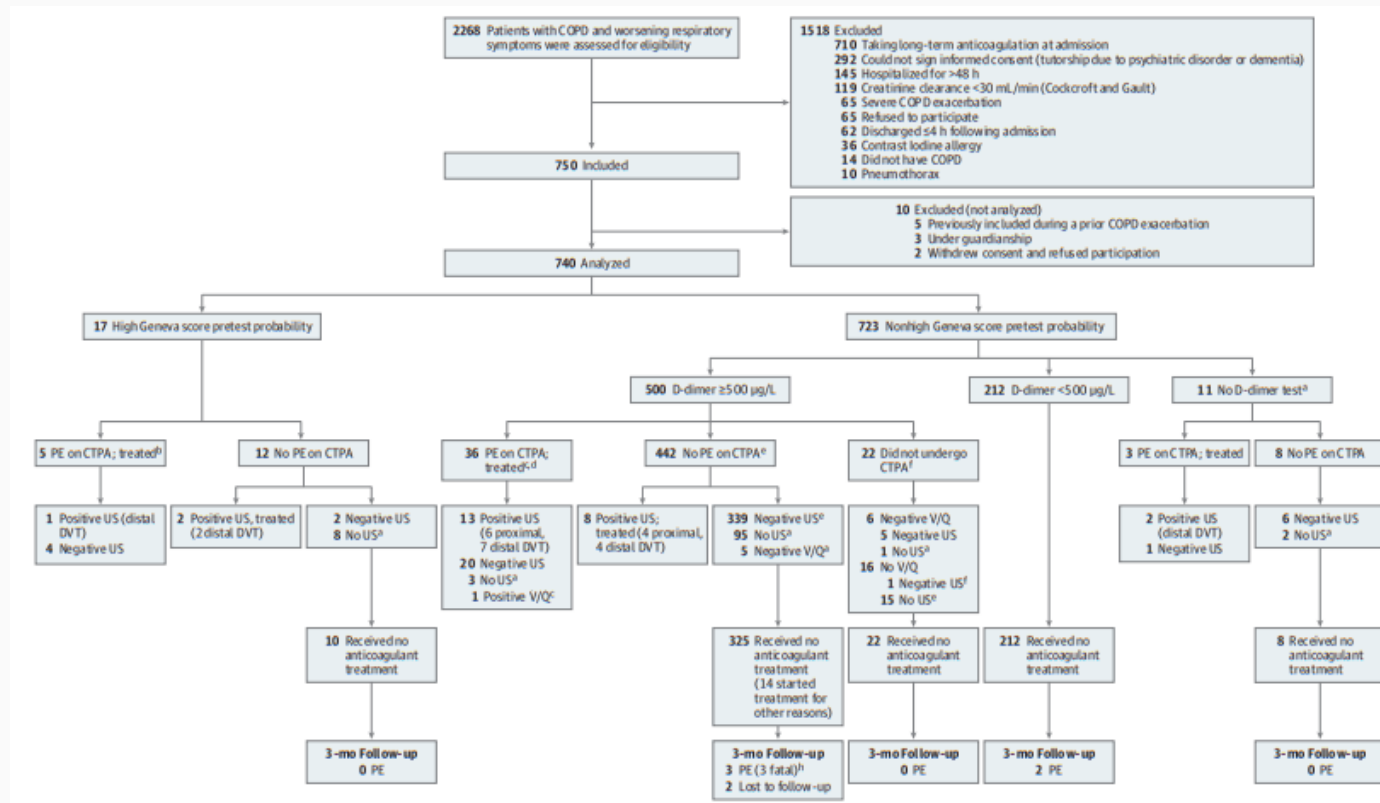 2268 Patients with COPD and worsening respiratory
symptoms were assessed for eligibility
1518 Excluded
710 Taking long-term anticoagulation at admission
292 Could not sign informed consent (tutorship due to psychiatric disorder or dementia)
145 Hospitalized for >48 h
119 Creatinine clearance <30 mL/min (Cockcroft and Gault)
65 Severe COPD exacerbation
65 Refused to participate
62 Discharged ≤4 h following admission
36 Contrast Iodine allergy
14 Did not have COPD
10 Pneumothorax
750 Included
10 Excluded (not analyzed)
5 Previously included during a prior COPD exacerbation
3 Under guardianship
2 Withdrew consent and refused participation
740 Analyzed
17 High Geneva score pretest probability
723 Nonhigh Geneva score pretest probability
500 D-dimer ≥500 µg/L
212 D-dimer <500 µg/L
11 No D-dimer test^a
5 PE on CTPA; treated^b
12 No PE on CTPA
36 PE on CTPA;
treated^c,d
442 No PE on CTPA^e
22 Did not undergo
CTPA^f
3 PE on CTPA; treated
8 No PE on CTPA
1 Positive US (distal
DVT)
4 Negative US
2 Positive US, treated
(2 distal DVT)
2 Negative US
8 No US^a
13 Positive US
(6 proximal,
7 distal DVT)
20 Negative US
3 No US^a
1 Positive V/Q^c
8 Positive US;
treated (4 proximal,
4 distal DVT)
339 Negative US^e
95 No US^a
5 Negative V/Q^a
6 Negative V/Q
5 Negative US
1 No US^a
16 No V/Q
1 Negative US^f
15 No US^e
2 Positive US
(distal DVT)
1 Negative US
6 Negative US
2 No US^a
10 Received no
anticoagulant
treatment
325 Received no
anticoagulant
treatment
(14 started
treatment for
other reasons)
22 Received no
anticoagulant
treatment
212 Received no
anticoagulant
treatment
8 Received no
anticoagulant
treatment
3-mo Follow-up
0 PE
3-mo Follow-up
3 PE (3 fatal)^h
2 Lost to follow-up
3-mo Follow-up
0 PE
3-mo Follow-up
2 PE
3-mo Follow-up
0 PE